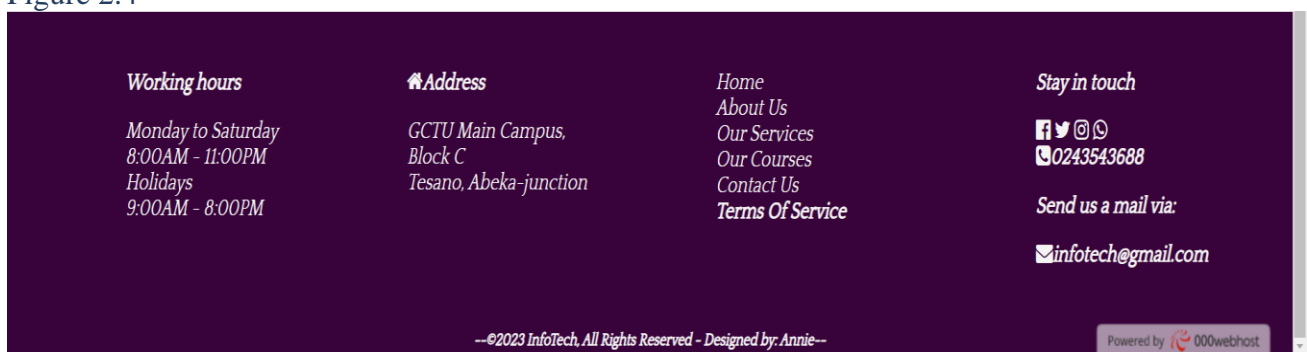 Figure 2.4
Working hours
Monday to Saturday
8:00AM - 11:00PM
Holidays
9:00AM - 8:00PM
Address
GCTU Main Campus,
Block C
Tesano, Abeka-junction
Home
About Us
Our Services
Our Courses
Contact Us
Terms Of Service
Stay in touch
0243543688
Send us a mail via:
infotech@gmail.com
--©2023 InfoTech, All Rights Reserved - Designed by: Annie--
Powered by 000webhost